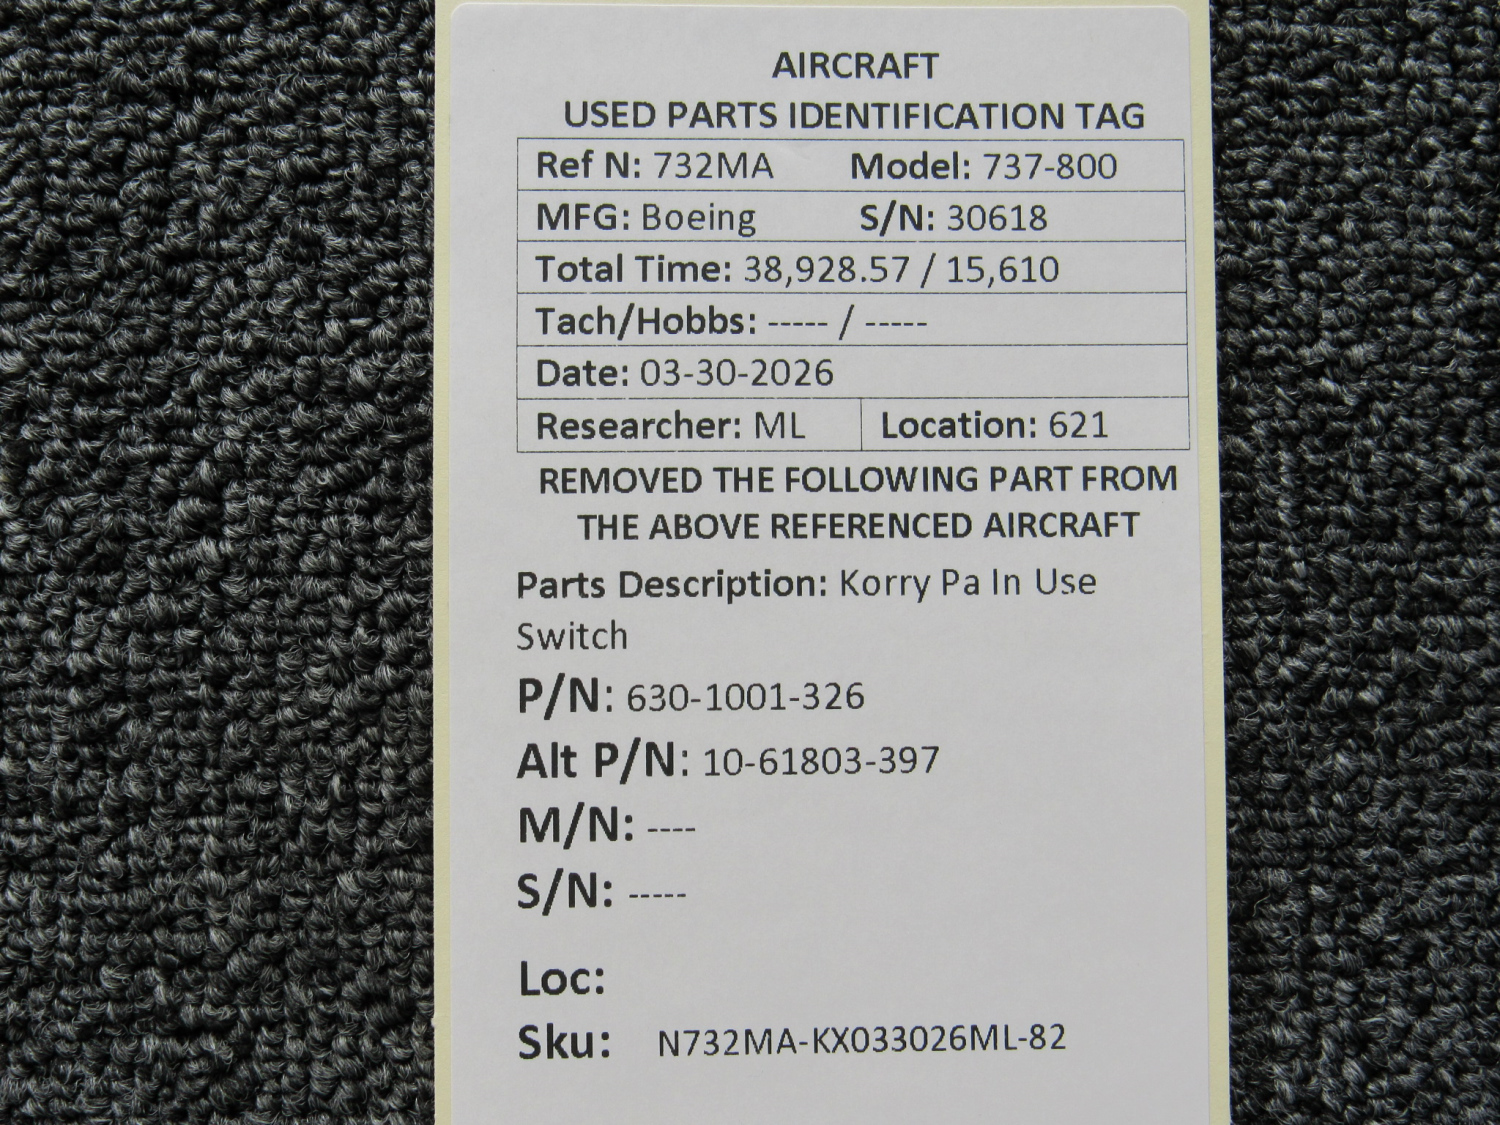 AIRCRAFT
USED PARTS IDENTIFICATION TAG
Ref N: 732MA Model: 737-800
MFG: Boeing S/N: 30618
Total Time: 38,928.57 / 15,610
Tach/Hobbs: ----- / -----
Date: 03-30-2026
Researcher: ML Location: 621
REMOVED THE FOLLOWING PART FROM
THE ABOVE REFERENCED AIRCRAFT
Parts Description: Korry Pa In Use
Switch
P/N: 630-1001-326
Alt P/N: 10-61803-397
M/N: ----
S/N: -----
Loc:
Sku: N732MA-KX033026ML-82